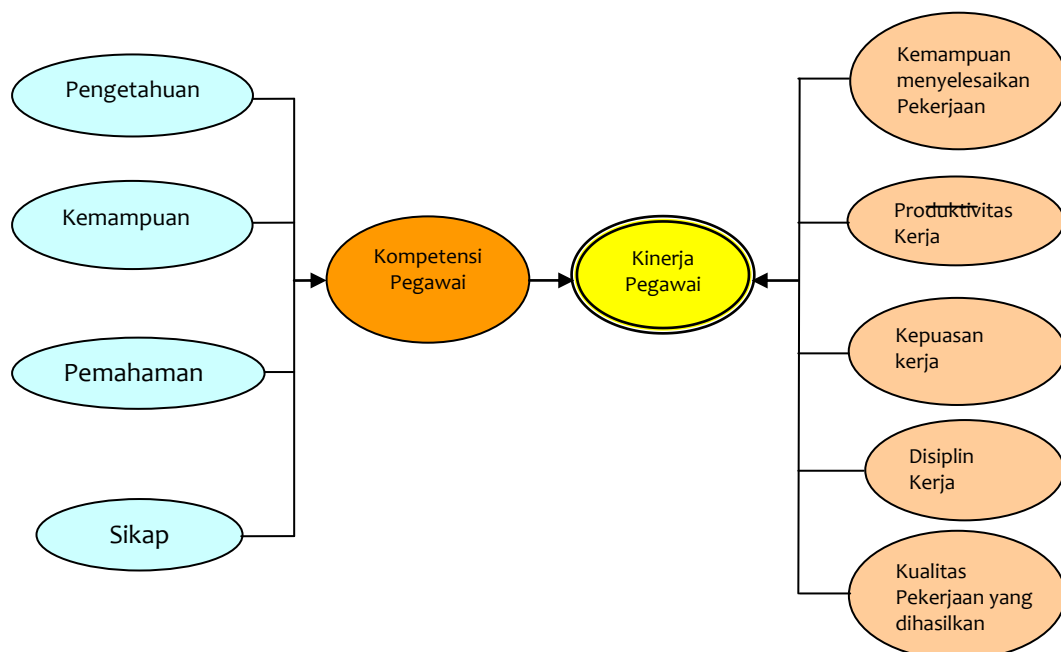 Pengetahuan
Kemampuan
Pemahaman
Sikap
Kompetensi
Pegawai
Kinerja
Pegawai
Kemampuan
menyelesaikan
Pekerjaan
Produktivitas
Kerja
Kepuasan
kerja
Disiplin
Kerja
Kualitas
Pekerjaan yang
dihasilkan